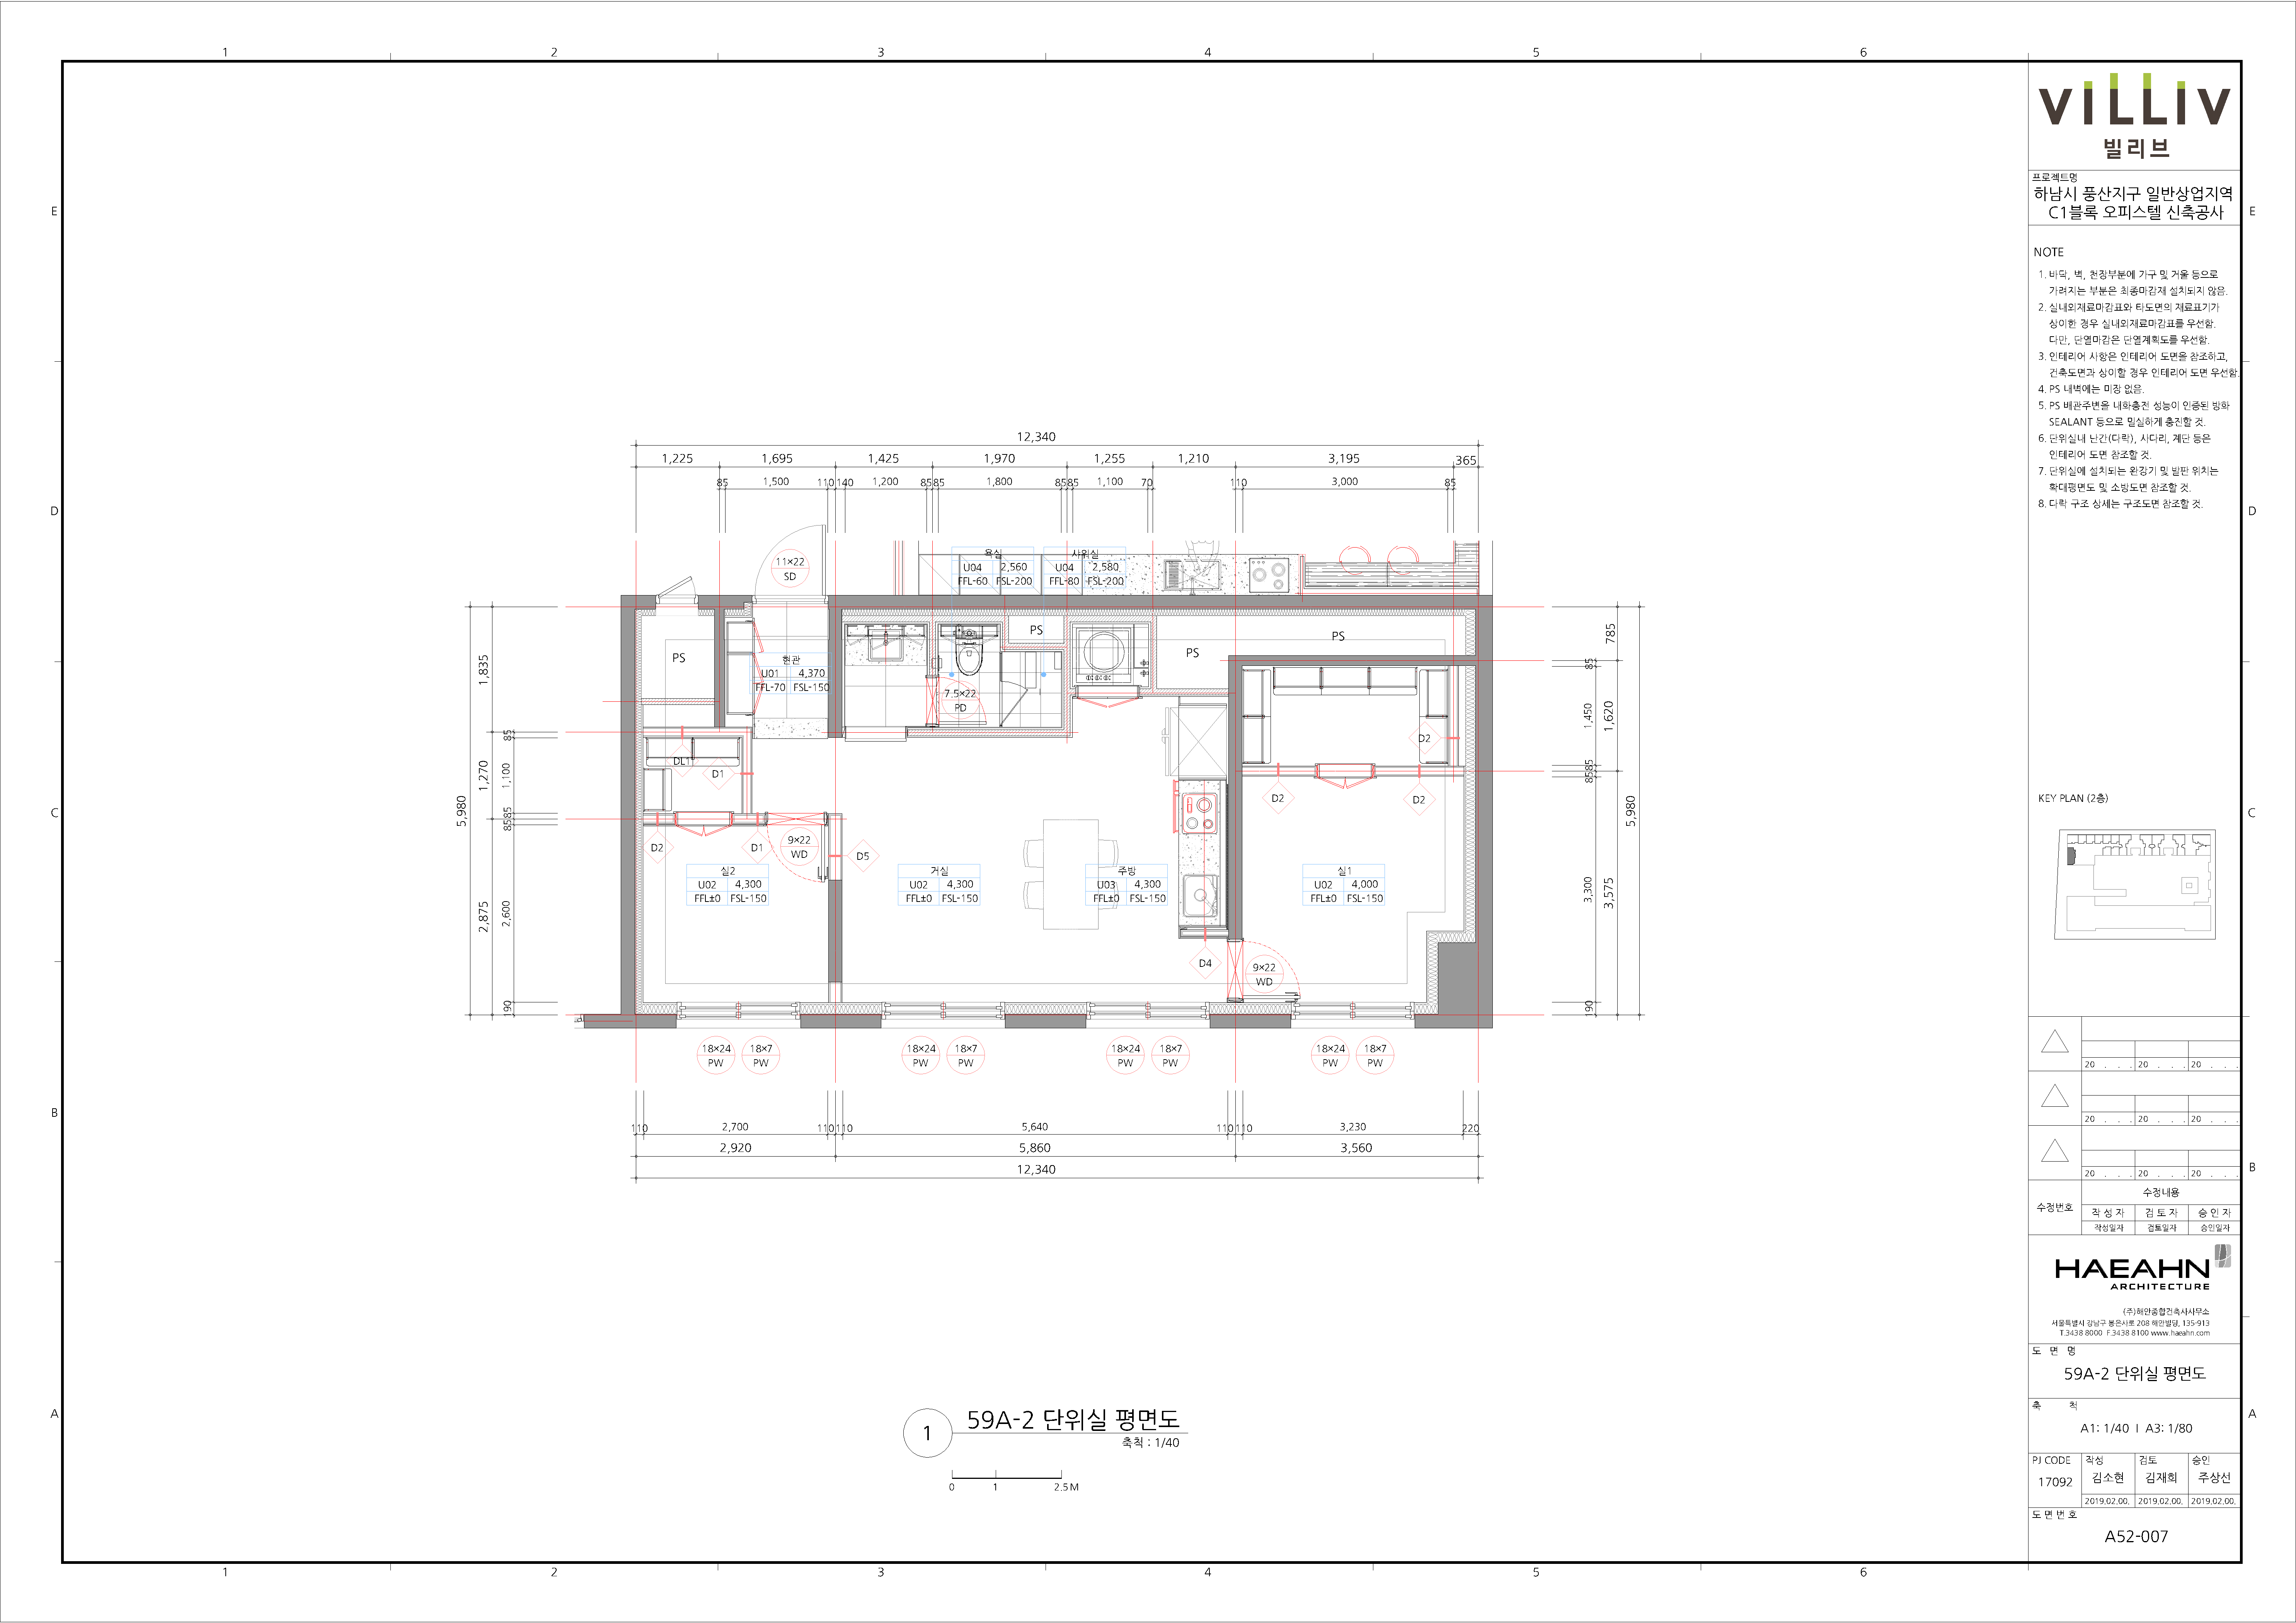 1 2 3 4 5 6
E
D
C
B
A
12,340
1,225 1,695 1,425 1,970 1,255 1,210 3,195 365
85 1,500 110 140 1,200 85 85 1,800 85 85 1,100 70 110 3,000 85
11×22
SD
욕실
U04 2,560
FFL-60 FSL-200
샤워실
U04 2,580
FFL-80 FSL-200
PS
PS
PS
PS
현관
U01 4,370
FFL-70 FSL-150
7.5×22
PD
DL1
D1
D2
D2
D1
9×22
WD
D5
D2
D2
실2
U02 4,300
FFL±0 FSL-150
거실
U02 4,300
FFL±0 FSL-150
주방
U03 4,300
FFL±0 FSL-150
실1
U02 4,000
FFL±0 FSL-150
D4
9×22
WD
5,980
1,835
1,270
2,875
85
1,100
85 85
2,600
190
785
1,620
3,575
5,980
85
1,450
85 85
3,300
190
18×24 18×7 18×24 18×7 18×24 18×7 18×24 18×7
PW PW PW PW PW PW PW PW
110 2,700 110 110 5,640 110 110 3,230 220
2,920 5,860 3,560
12,340
1
59A-2 단위실 평면도
축척 : 1/40
0 1 2.5 M
1 2 3 4 5 6
E
D
C
B
A
VILLIV
빌리브
프로젝트명
하남시 풍산지구 일반상업지역
C1블록 오피스텔 신축공사
NOTE
1. 바닥, 벽, 천장부분에 가구 및 거울 등으로
가려지는 부분은 최종마감재 설치되지 않음.
2. 실내외재료마감표와 타도면의 재료표기가
상이한 경우 실내외재료마감표를 우선함.
다만, 단열마감은 단열계획도를 우선함.
3. 인테리어 사항은 인테리어 도면을 참조하고,
건축도면과 상이할 경우 인테리어 도면 우선함.
4. PS 내벽에는 미장 없음.
5. PS 배관주변을 내화충전 성능이 인증된 방화
SEALANT 등으로 밀실하게 충진할 것.
6. 단위실내 난간(다락), 사다리, 계단 등은
인테리어 도면 참조할 것.
7. 단위실에 설치되는 완강기 및 발판 위치는
확대평면도 및 소방도면 참조할 것.
8. 다락 구조 상세는 구조도면 참조할 것.
KEY PLAN (2층)
20 . . . 20 . . . 20 . . .
20 . . . 20 . . . 20 . . .
20 . . . 20 . . . 20 . . .
수정번호
수정내용
작 성 자 검 토 자 승 인 자
작성일자 검토일자 승인일자
HAEAHN
ARCHITECTURE
(주)해안종합건축사사무소
서울특별시 강남구 봉은사로 208 해안빌딩, 135-913
T.3438 8000 F.3438 8100 www.haeahn.com
도 면 명
59A-2 단위실 평면도
축 척
A1: 1/40 I A3: 1/80
PJ CODE 작성 검토 승인
17092 김소현 김재희 주상선
2019.02.00. 2019.02.00. 2019.02.00.
도 면 번 호
A52-007